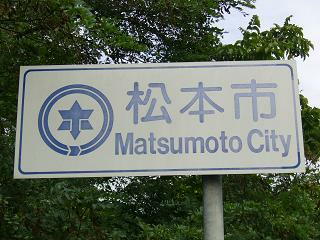 松本市
Matsumoto City